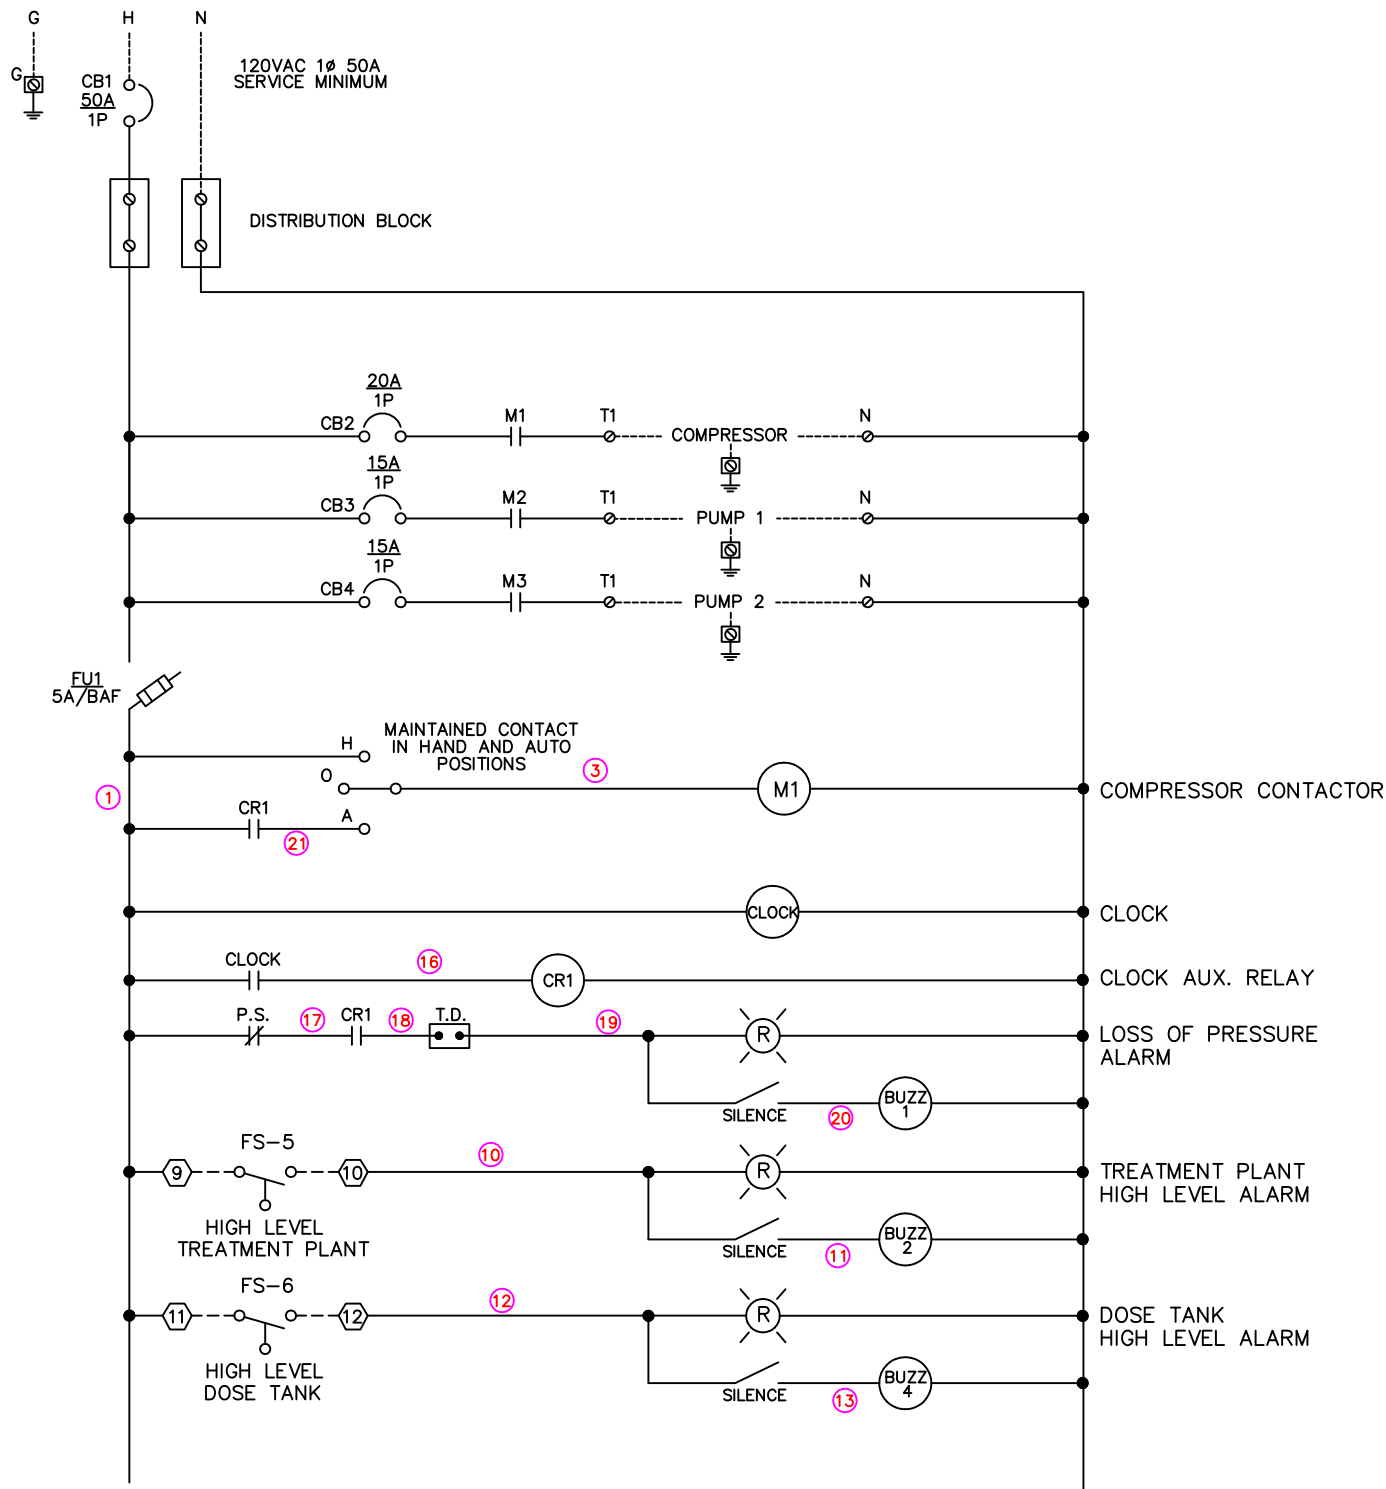 G
H
N
G
CB1
50A
1P
120VAC 1ø 50A
SERVICE MINIMUM
DISTRIBUTION BLOCK
20A
1P
CB2
M1
T1
COMPRESSOR
N
15A
1P
CB3
M2
T1
PUMP 1
N
15A
1P
CB4
M3
T1
PUMP 2
N
FU1
5A/BAF
H
MAINTAINED CONTACT
IN HAND AND AUTO
POSITIONS
O
3
M1
COMPRESSOR CONTACTOR
1
CR1
A
21
CLOCK
CLOCK
CLOCK
16
CR1
CLOCK AUX. RELAY
P.S.
17
CR1
18
T.D.
19
R
LOSS OF PRESSURE
ALARM
SILENCE
20
BUZZ
1
FS-5
9
10
10
R
TREATMENT PLANT
HIGH LEVEL ALARM
HIGH LEVEL
TREATMENT PLANT
SILENCE
11
BUZZ
2
FS-6
11
12
12
R
DOSE TANK
HIGH LEVEL ALARM
HIGH LEVEL
DOSE TANK
SILENCE
13
BUZZ
4